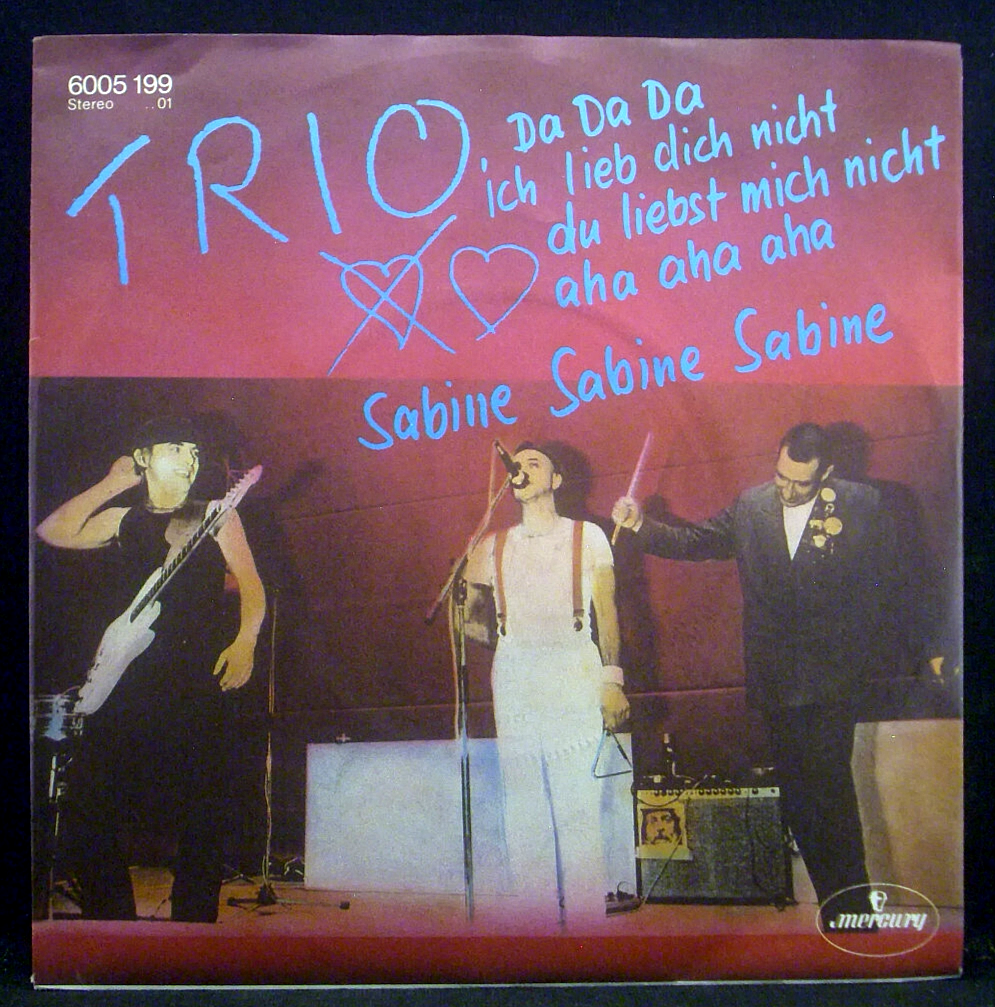 6005 199
Stereo ..01
TRIO
Da Da Da
ich lieb dich nicht
du liebst mich nicht
aha aha aha
Sabine Sabine Sabine
mercury